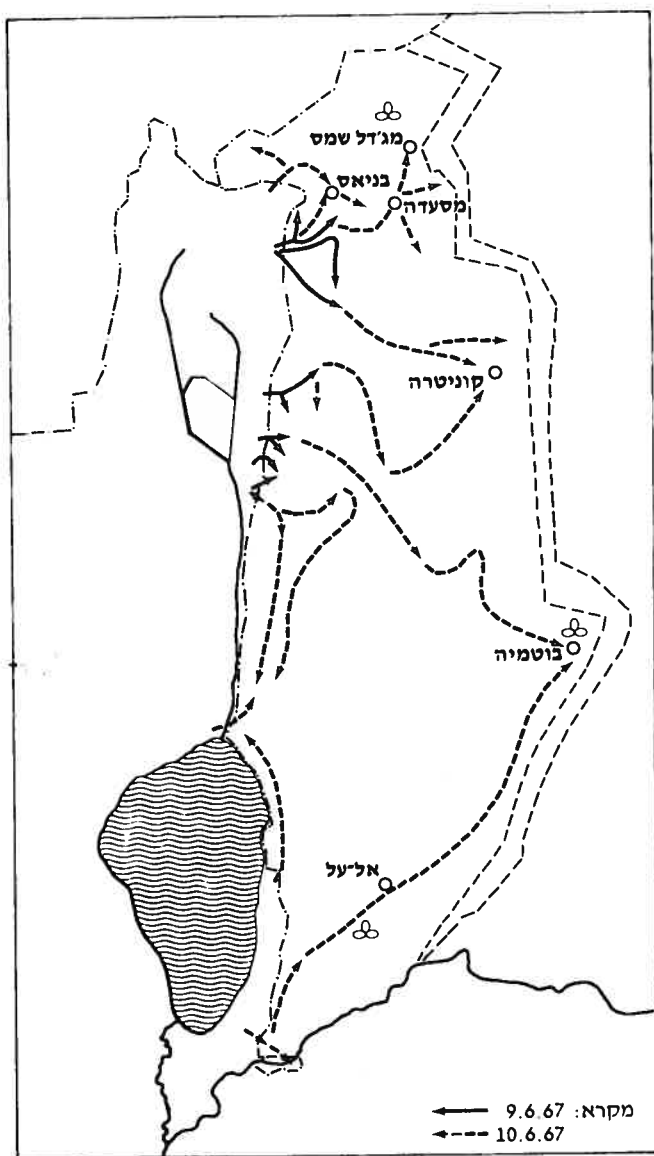 מג'דל שמס
בניאס
מסעדה
קוניטרה
בוטמיה
אל־על
מקרא: 9.6.67
10.6.67